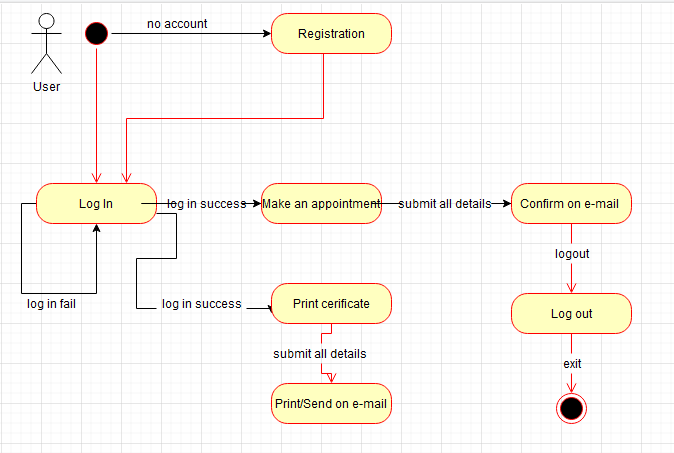 no account
Registration
User
Log In
log in success
Make an appointment
submit all details
Confirm on e-mail
logout
log in fail
log in success
Print cerificate
Log out
submit all details
exit
Print/Send on e-mail